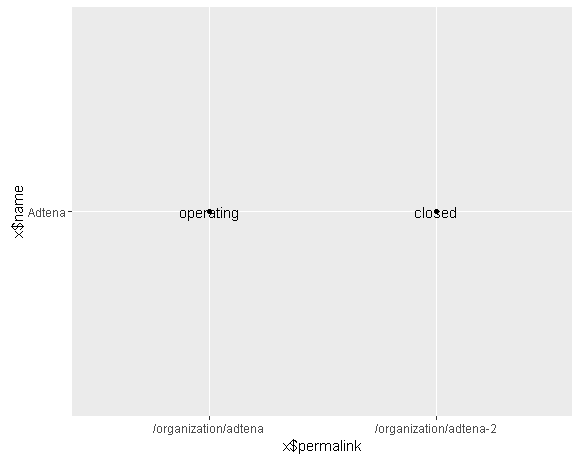 x$name
Adtena
operating
closed
/organization/adtena
/organization/adtena-2
x$permalink